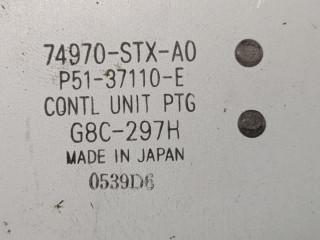 74970-STX-A0
P51-37110-E
CONTL UNIT PTG
G8C-297H
MADE IN JAPAN
0539D6